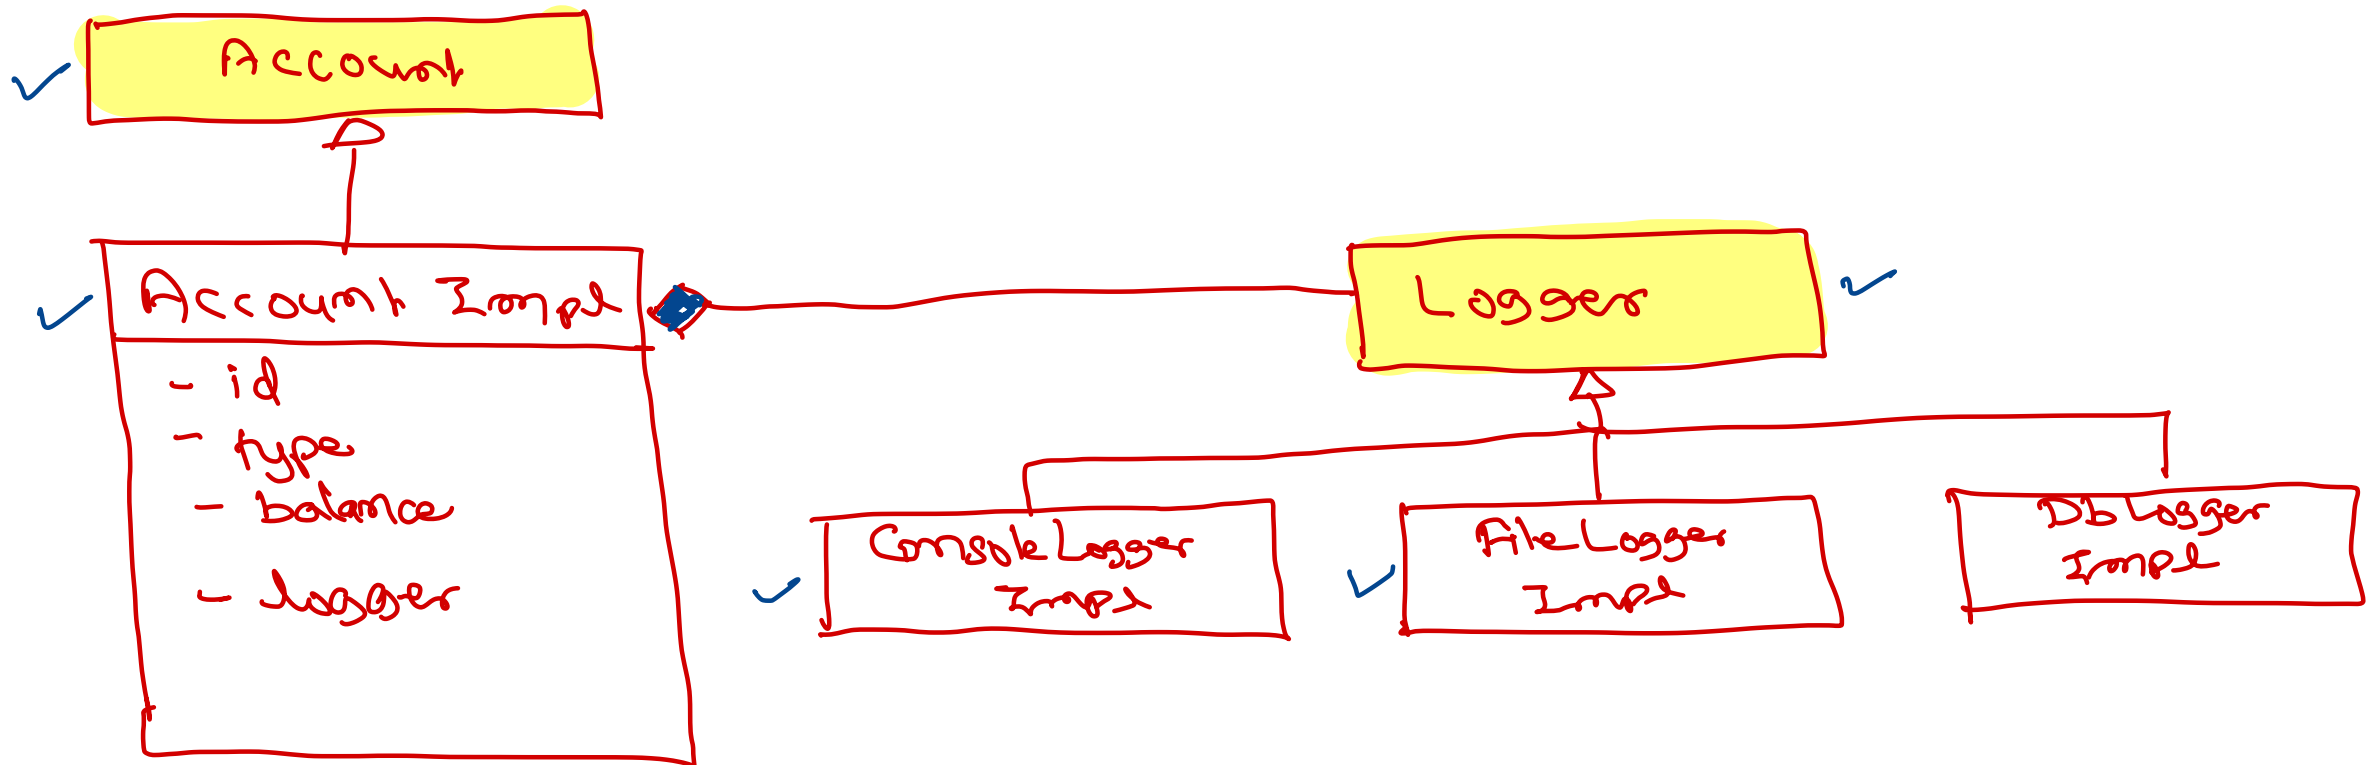 Account
Account Impl
- id
- type
- balance
- logger
Logger
ConsoleLogger
Impl
FileLogger
Impl
DbLogger
Impl